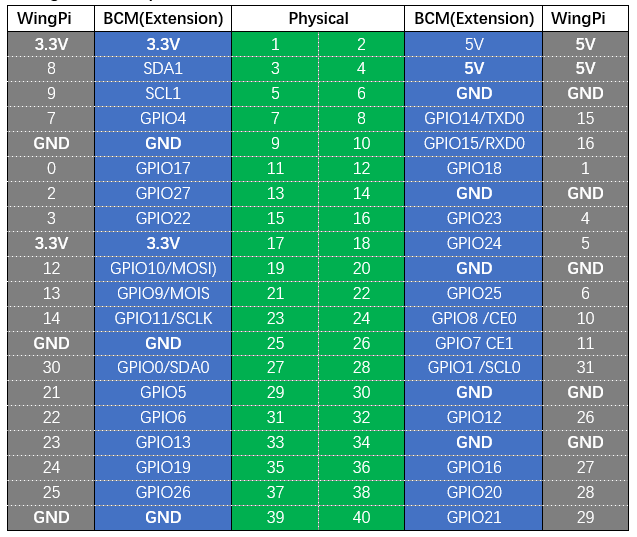 WingPi BCM(Extension) Physical BCM(Extension) WingPi
3.3V 3.3V 1 2 5V 5V
8 SDA1 3 4 5V 5V
9 SCL1 5 6 GND GND
7 GPIO4 7 8 GPIO14/TXD0 15
GND GND 9 10 GPIO15/RXD0 16
0 GPIO17 11 12 GPIO18 1
2 GPIO27 13 14 GND GND
3 GPIO22 15 16 GPIO23 4
3.3V 3.3V 17 18 GPIO24 5
12 GPIO10/MOSI) 19 20 GND GND
13 GPIO9/MOIS 21 22 GPIO25 6
14 GPIO11/SCLK 23 24 GPIO8 /CE0 10
GND GND 25 26 GPIO7 CE1 11
30 GPIO0/SDA0 27 28 GPIO1 /SCL0 31
21 GPIO5 29 30 GND GND
22 GPIO6 31 32 GPIO12 26
23 GPIO13 33 34 GND GND
24 GPIO19 35 36 GPIO16 27
25 GPIO26 37 38 GPIO20 28
GND GND 39 40 GPIO21 29